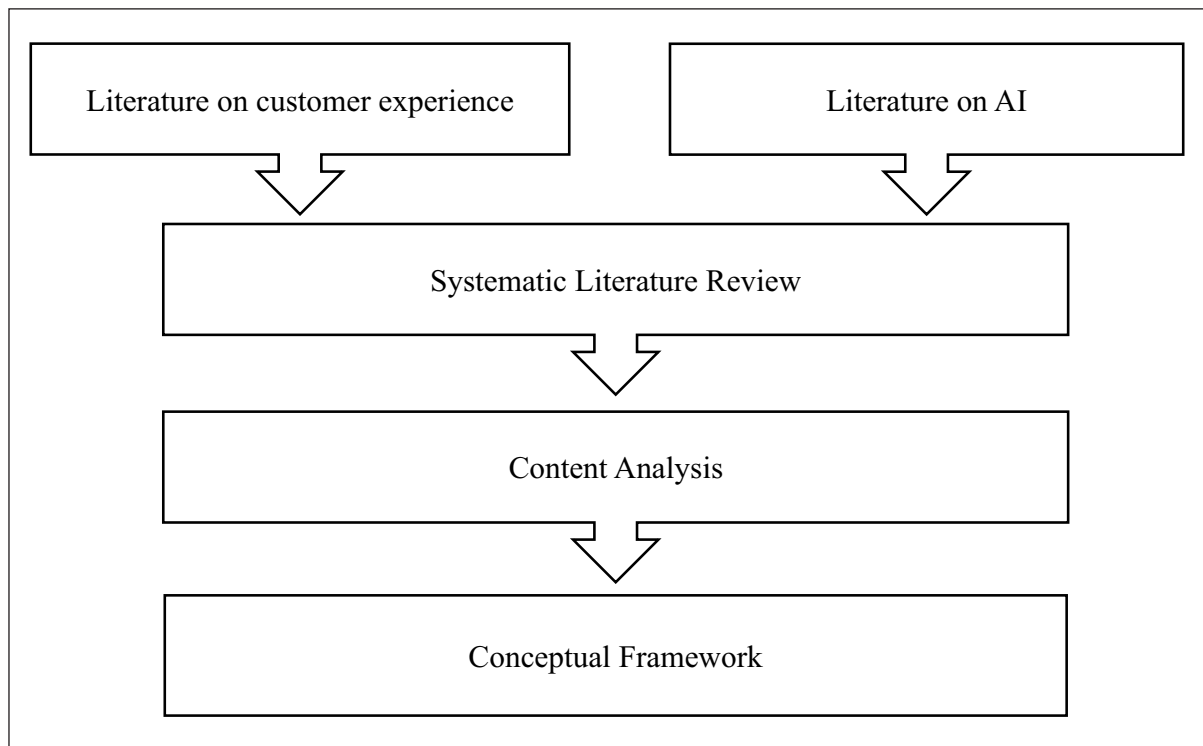 Literature on customer experience
Literature on AI
Systematic Literature Review
Content Analysis
Conceptual Framework